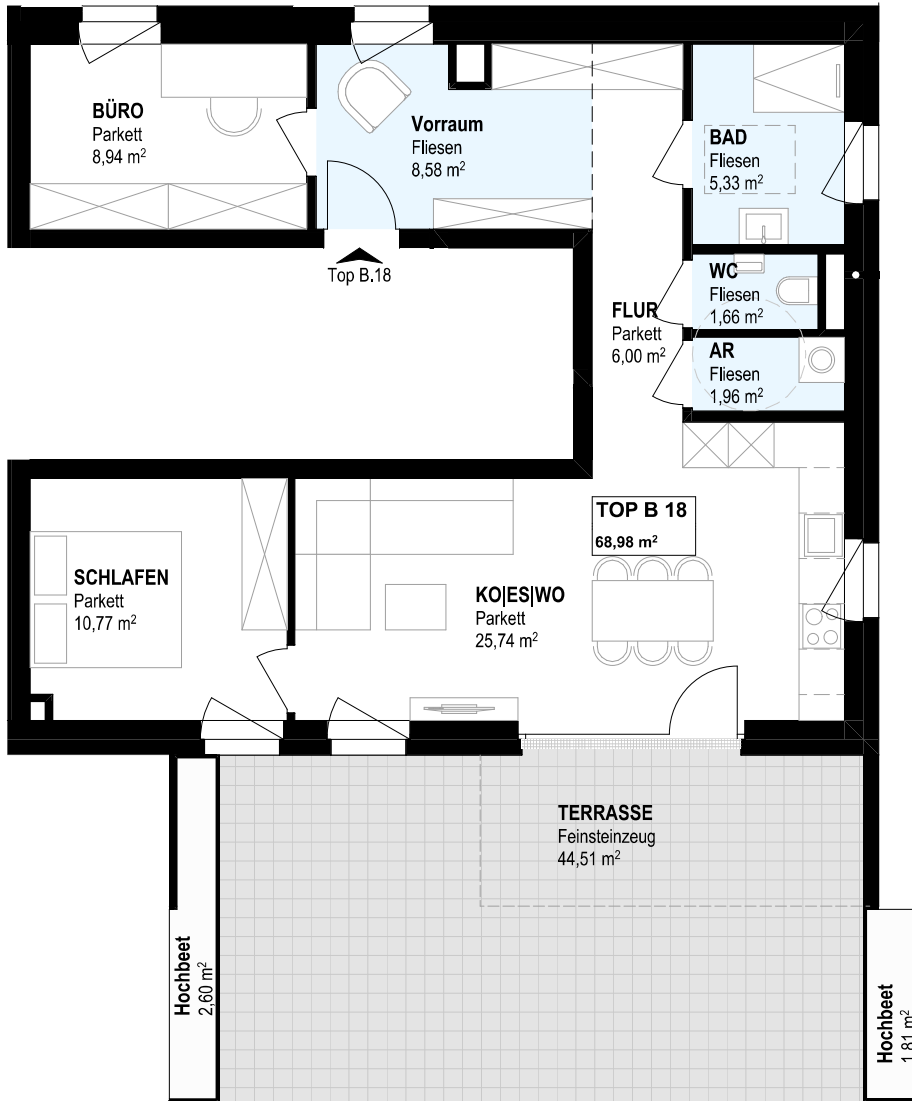 BÜRO
Parkett
8,94 m²
Vorraum
Fliesen
8,58 m²
BAD
Fliesen
5,33 m²
Top B.18
WC
Fliesen
1,66 m²
FLUR
Parkett
6,00 m²
AR
Fliesen
1,96 m²
TOP B 18
68,98 m²
SCHLAFEN
Parkett
10,77 m²
KO|ES|WO
Parkett
25,74 m²
TERRASSE
Feinsteinzeug
44,51 m²
Hochbeet
2,60 m²
Hochbeet
1,81 m²